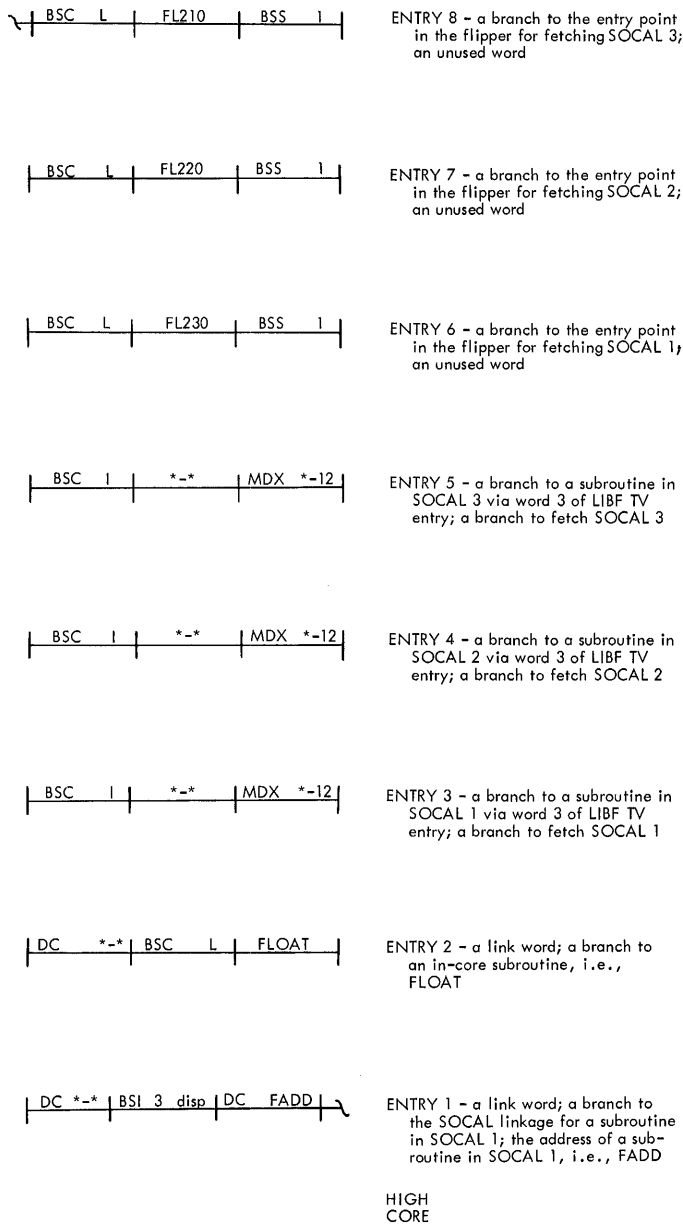 BSC L FL210 BSS 1
ENTRY 8 - a branch to the entry point
in the flipper for fetching SOCAL 3;
an unused word
BSC L FL220 BSS 1
ENTRY 7 - a branch to the entry point
in the flipper for fetching SOCAL 2;
an unused word
BSC L FL230 BSS 1
ENTRY 6 - a branch to the entry point
in the flipper for fetching SOCAL 1;
an unused word
BSC I *-* MDX *-12
ENTRY 5 - a branch to a subroutine in
SOCAL 3 via word 3 of LIBF TV
entry; a branch to fetch SOCAL 3
BSC I *-* MDX *-12
ENTRY 4 - a branch to a subroutine in
SOCAL 2 via word 3 of LIBF TV
entry; a branch to fetch SOCAL 2
BSC I *-* MDX *-12
ENTRY 3 - a branch to a subroutine in
SOCAL 1 via word 3 of LIBF TV
entry; a branch to fetch SOCAL 1
DC *-* BSC L FLOAT
ENTRY 2 - a link word; a branch to
an in-core subroutine, i.e.,
FLOAT
DC *-* BSI 3 disp DC FADD
ENTRY 1 - a link word; a branch to
the SOCAL linkage for a subroutine
in SOCAL 1; the address of a sub-
routine in SOCAL 1, i.e., FADD
HIGH
CORE